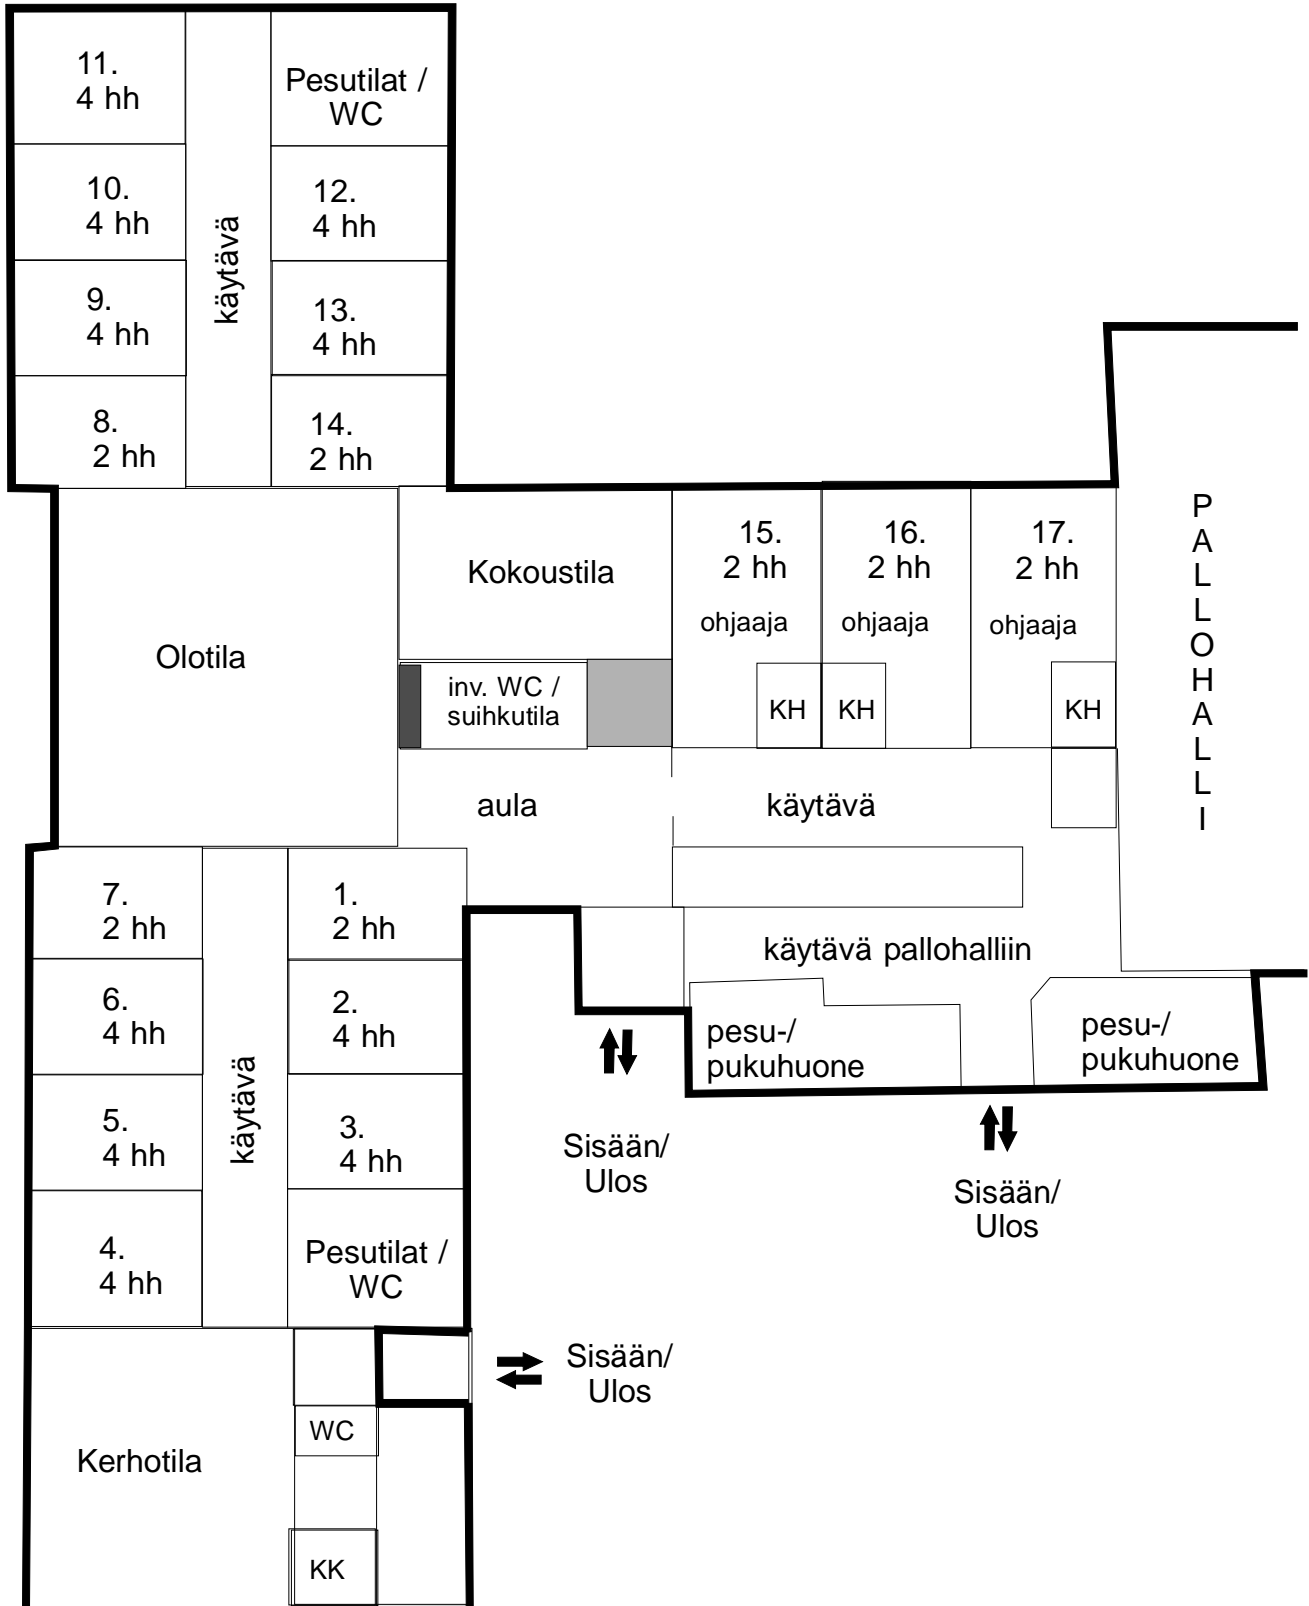 11.
4 hh
Pesutilat /
WC
10.
4 hh
12.
4 hh
käytävä
9.
4 hh
13.
4 hh
8.
2 hh
14.
2 hh
Olotila
Kokoustila
15.
2 hh
ohjaaja
16.
2 hh
ohjaaja
17.
2 hh
ohjaaja
PALLOHALLI
inv. WC /
suihkutila
KH
KH
KH
aula
käytävä
7.
2 hh
1.
2 hh
käytävä pallohalliin
6.
4 hh
2.
4 hh
pesu-/
pukuhuone
pesu-/
pukuhuone
käytävä
5.
4 hh
3.
4 hh
Sisään/
Ulos
Sisään/
Ulos
4.
4 hh
Pesutilat /
WC
Sisään/
Ulos
WC
Kerhotila
KK